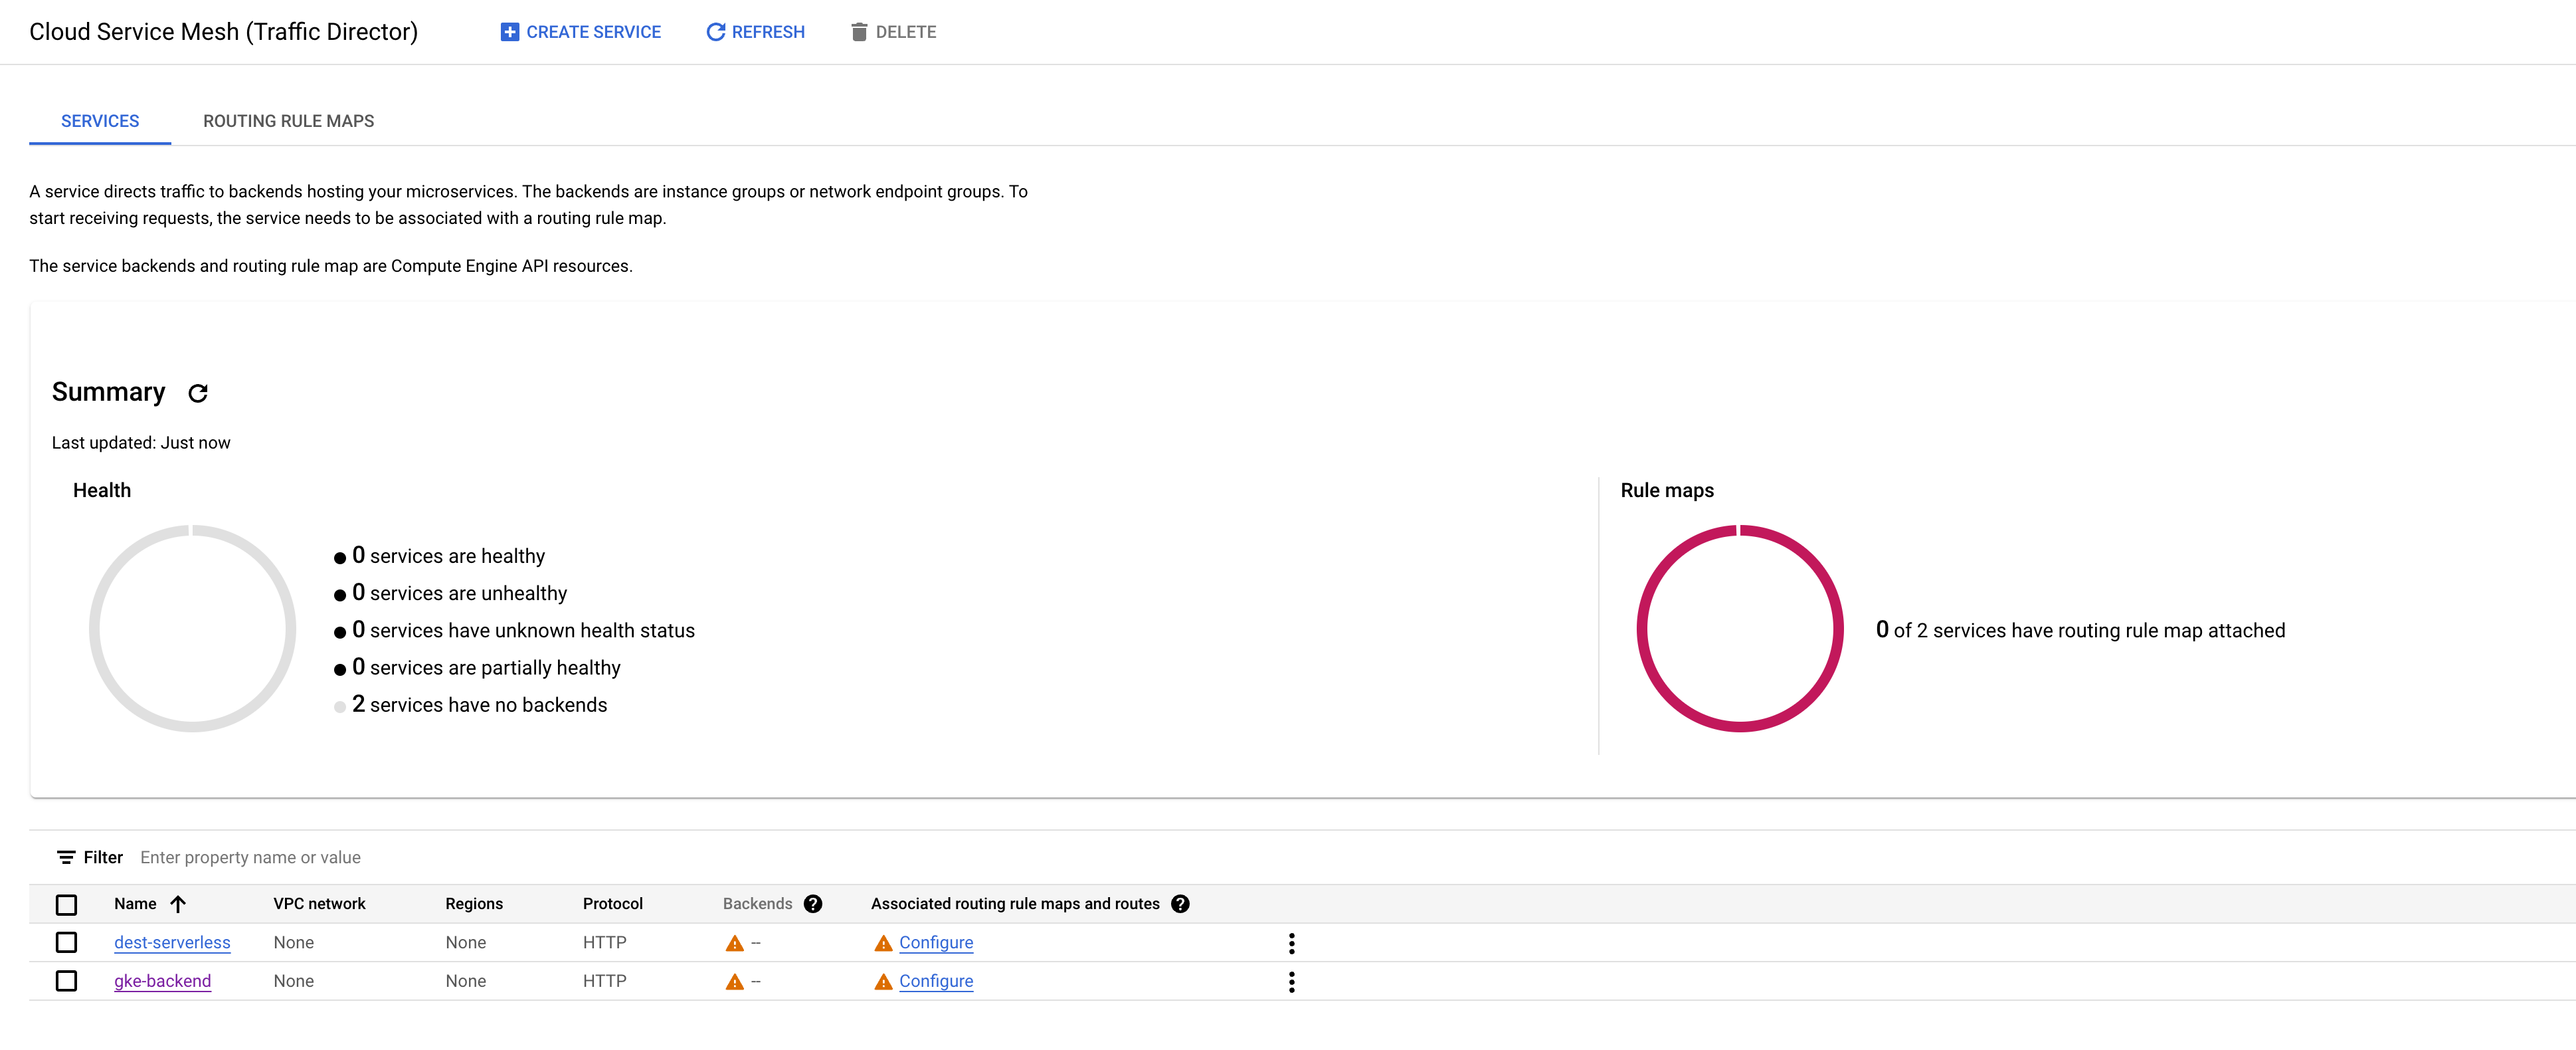 Cloud Service Mesh (Traffic Director) CREATE SERVICE REFRESH DELETE
SERVICES ROUTING RULE MAPS
A service directs traffic to backends hosting your microservices. The backends are instance groups or network endpoint groups. To
start receiving requests, the service needs to be associated with a routing rule map.
The service backends and routing rule map are Compute Engine API resources.
Summary
Last updated: Just now
Health
0 services are healthy
0 services are unhealthy
0 services have unknown health status
0 services are partially healthy
2 services have no backends
Rule maps
0 of 2 services have routing rule map attached
Filter Enter property name or value
Name VPC network Regions Protocol Backends ? Associated routing rule maps and routes ?
dest-serverless None None HTTP -- Configure
gke-backend None None HTTP -- Configure